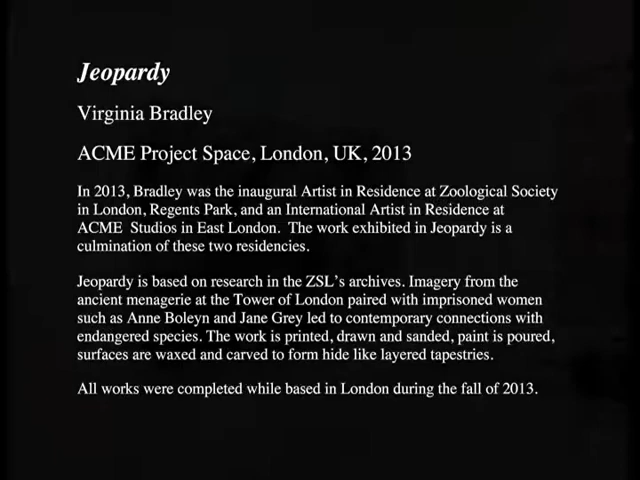 Jeopardy
Virginia Bradley
ACME Project Space, London, UK, 2013
In 2013, Bradley was the inaugural Artist in Residence at Zoological Society
in London, Regents Park, and an International Artist in Residence at
ACME  Studios in East London.  The work exhibited in Jeopardy is a
culmination of these two residencies.
Jeopardy is based on research in the ZSL's archives. Imagery from the
ancient menagerie at the Tower of London paired with imprisoned women
such as Anne Boleyn and Jane Grey led to contemporary connections with
endangered species. The work is printed, drawn and sanded, paint is poured,
surfaces are waxed and carved to form hide like layered tapestries.
All works were completed while based in London during the fall of 2013.